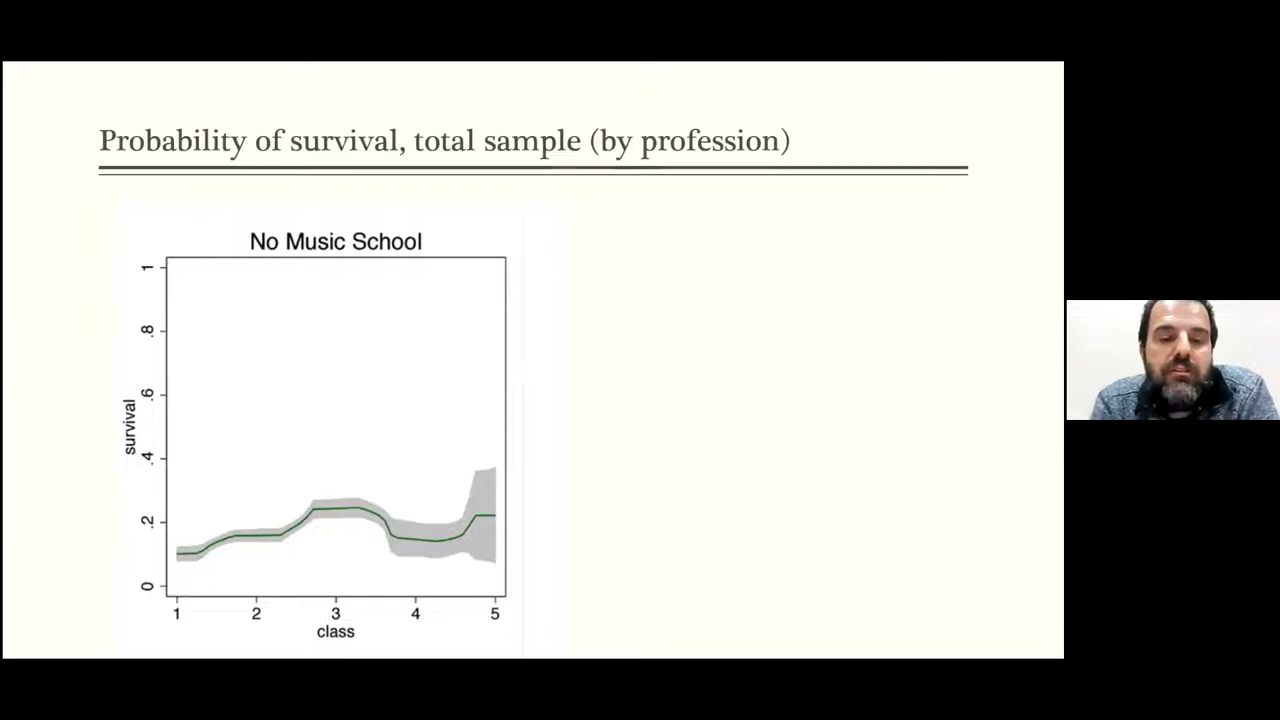 Probability of survival, total sample (by profession)
No Music School
1
.8
.6
.4
.2
0
survival
1 2 3 4 5
class